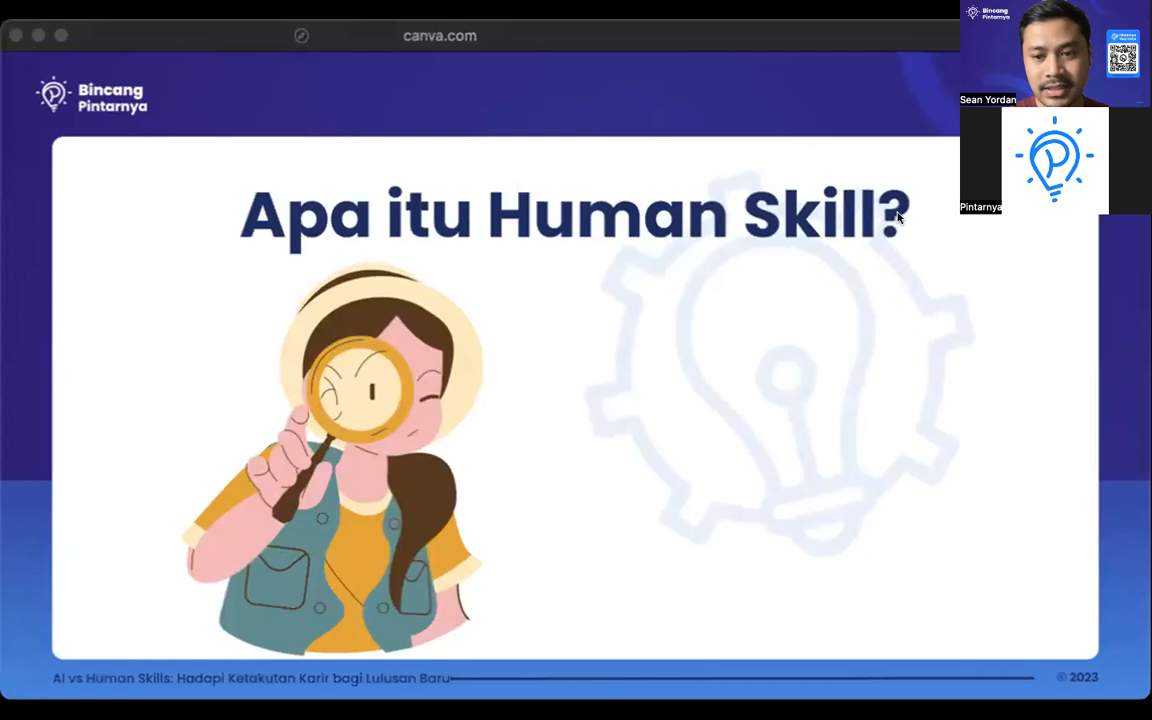 canva.com
Bincang
Pintarnya
Apa itu Human Skill?
AI vs Human Skills: Hadapi Ketakutan Karir bagi Lulusan Baru
© 2023
Bincang
Pintarnya
Sean Yordan
Pintarnya